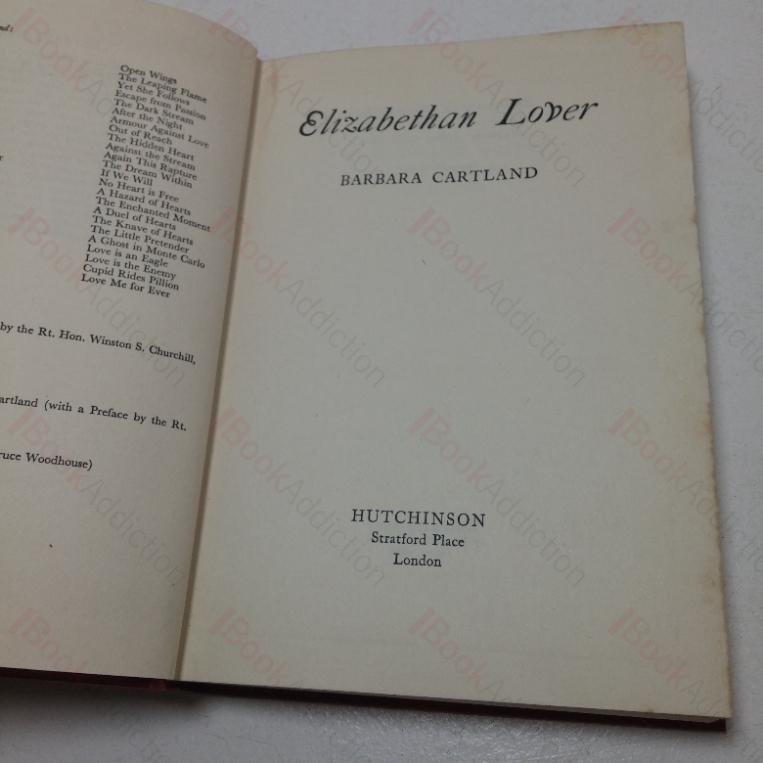 Open Wings
The Leaping Flame
Yet She Follows
Escape from Passion
The Dark Stream
After the Night
Armour Against Love
Out of Reach
The Hidden Heart
Against the Stream
Again This Rapture
The Dream Within
If We Will
No Heart is Free
A Hazard of Hearts
The Enchanted Moment
A Duel of Hearts
The Knave of Hearts
The Little Pretender
A Ghost in Monte Carlo
Love is an Eagle
Love is the Enemy
Cupid Rides Pillion
Love Me for Ever
by the Rt. Hon. Winston S. Churchill,
artland (with a Preface by the Rt.
ruce Woodhouse)
Elizabethan Lover
BARBARA CARTLAND
HUTCHINSON
Stratford Place
London
BookAddiction